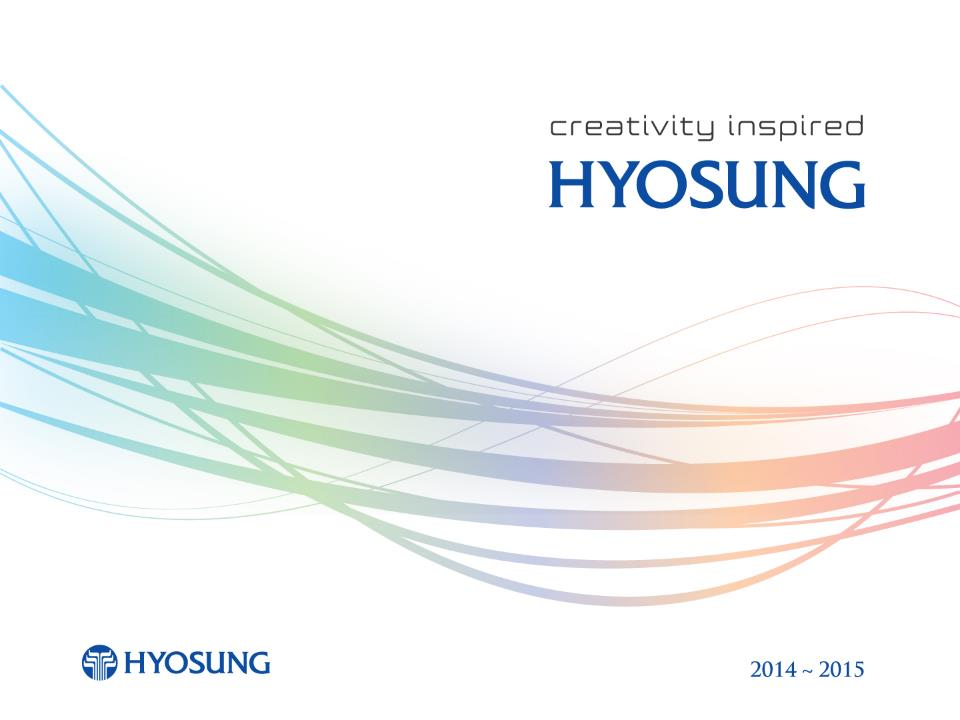 creativity inspired
HYOSUNG
HYOSUNG
2014 ~ 2015